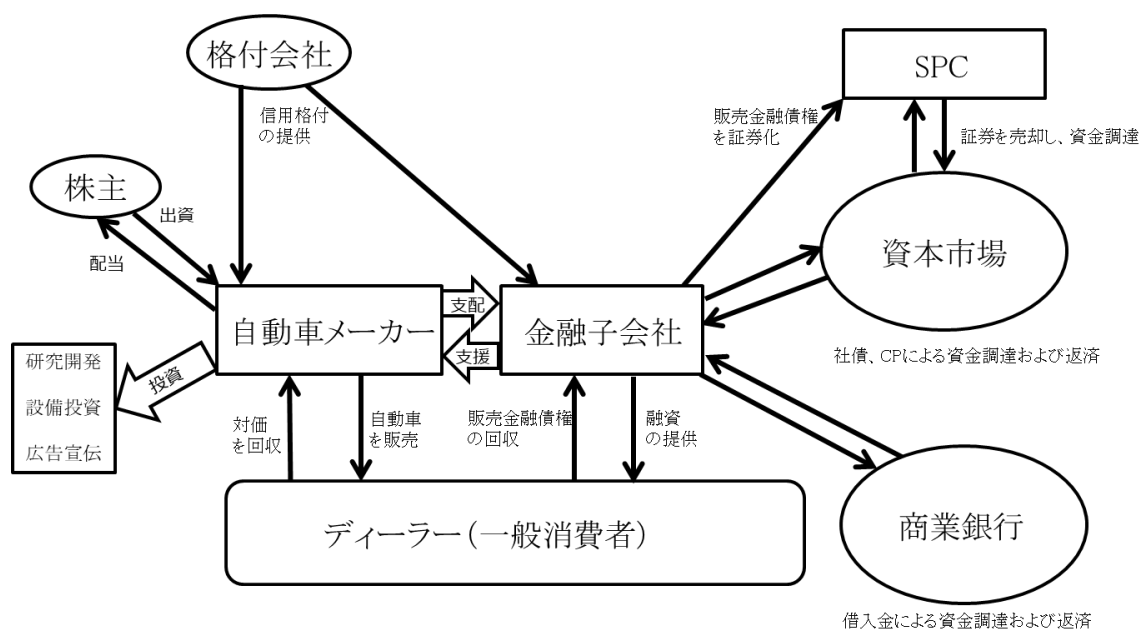 格付会社
SPC
信用格付
の提供
販売金融債権
を証券化
証券を売却し、資金調達
株主
出資
配当
資本市場
自動車メーカー
支配
支援
金融子会社
社債、CPによる資金調達および返済
研究開発
設備投資
広告宣伝
投資
対価
を回収
自動車
を販売
販売金融債権
の回収
融資
の提供
ディーラー(一般消費者)
商業銀行
借入金による資金調達および返済